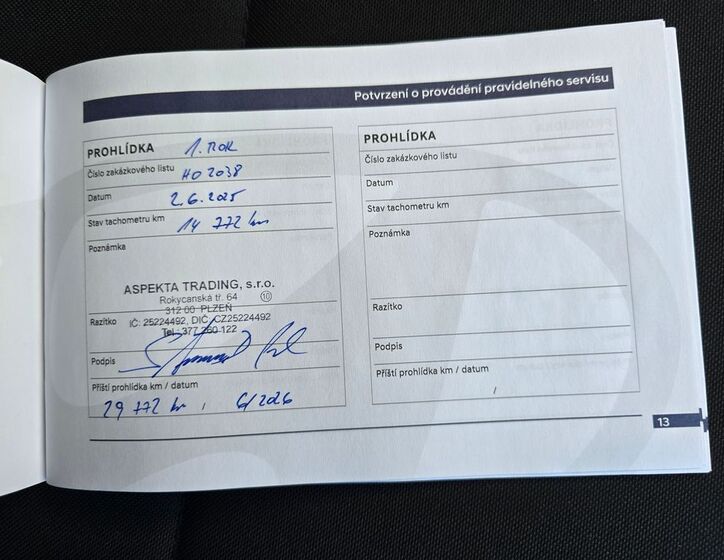 Potvrzení o provádění pravidelného servisu
PROHLÍDKA 1. ROK
Číslo zakázkového listu HO2038
Datum 2.6.2025
Stav tachometru km 14 772 km
Poznámka
ASPEKTA TRADING, s.r.o.
Rokycanská tř. 64 10
312 00 PLZEŇ
Razítko IČ: 25224492, DIČ: CZ25224492
Tel.: 377 260 122
Podpis
Příští prohlídka km / datum
29 772 km / 6/2026
PROHLÍDKA
Číslo zakázkového listu
Datum
Stav tachometru km
Poznámka
Razítko
Podpis
Příští prohlídka km / datum
/
13